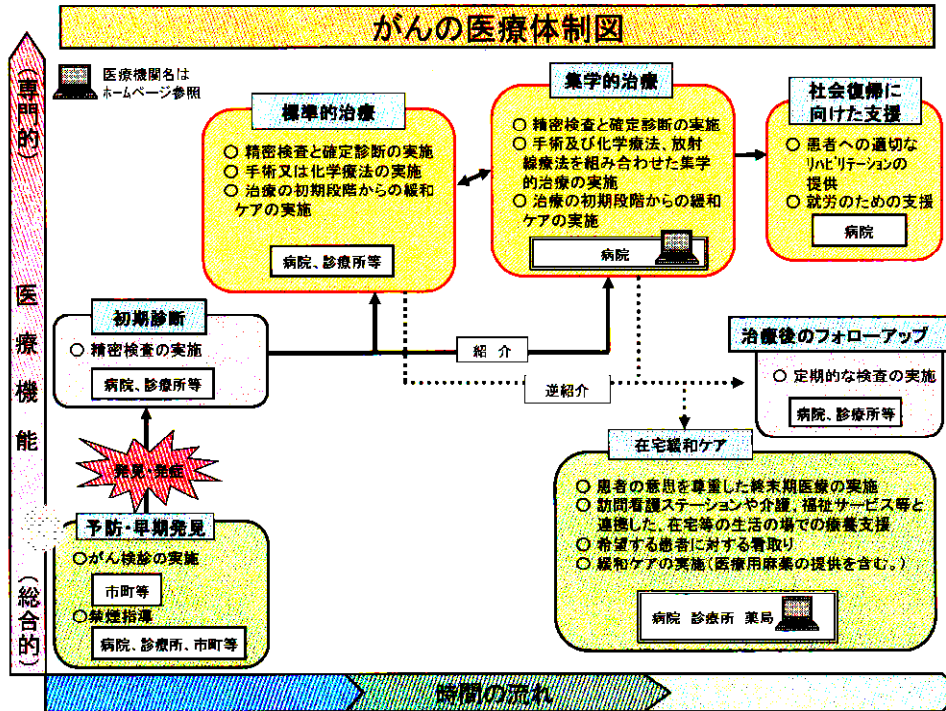 がんの医療体制図
(専門的)
医療機能
(総合的)
医療機関名は
ホームページ参照
標準的治療
○ 精密検査と確定診断の実施
○ 手術又は化学療法の実施
○ 治療の初期段階からの緩和
ケアの実施
病院、診療所等
集学的治療
○ 精密検査と確定診断の実施
○ 手術及び化学療法、放射
線療法を組み合わせた集学
的治療の実施
○ 治療の初期段階からの緩和
ケアの実施
病院
社会復帰に
向けた支援
○ 患者への適切な
リハビリテーションの
提供
○ 就労のための支援
病院
初期診断
○ 精密検査の実施
病院、診療所等
紹介
逆紹介
治療後のフォローアップ
○ 定期的な検査の実施
病院、診療所等
発見・発症
予防・早期発見
○がん検診の実施
市町等
○禁煙指導
病院、診療所、市町等
在宅緩和ケア
○ 患者の意思を尊重した終末期医療の実施
○ 訪問看護ステーションや介護、福祉サービス等と
連携した、在宅等の生活の場での療養支援
○ 希望する患者に対する看取り
○ 緩和ケアの実施(医療用麻薬の提供を含む。)
病院 診療所 薬局
時間の流れ